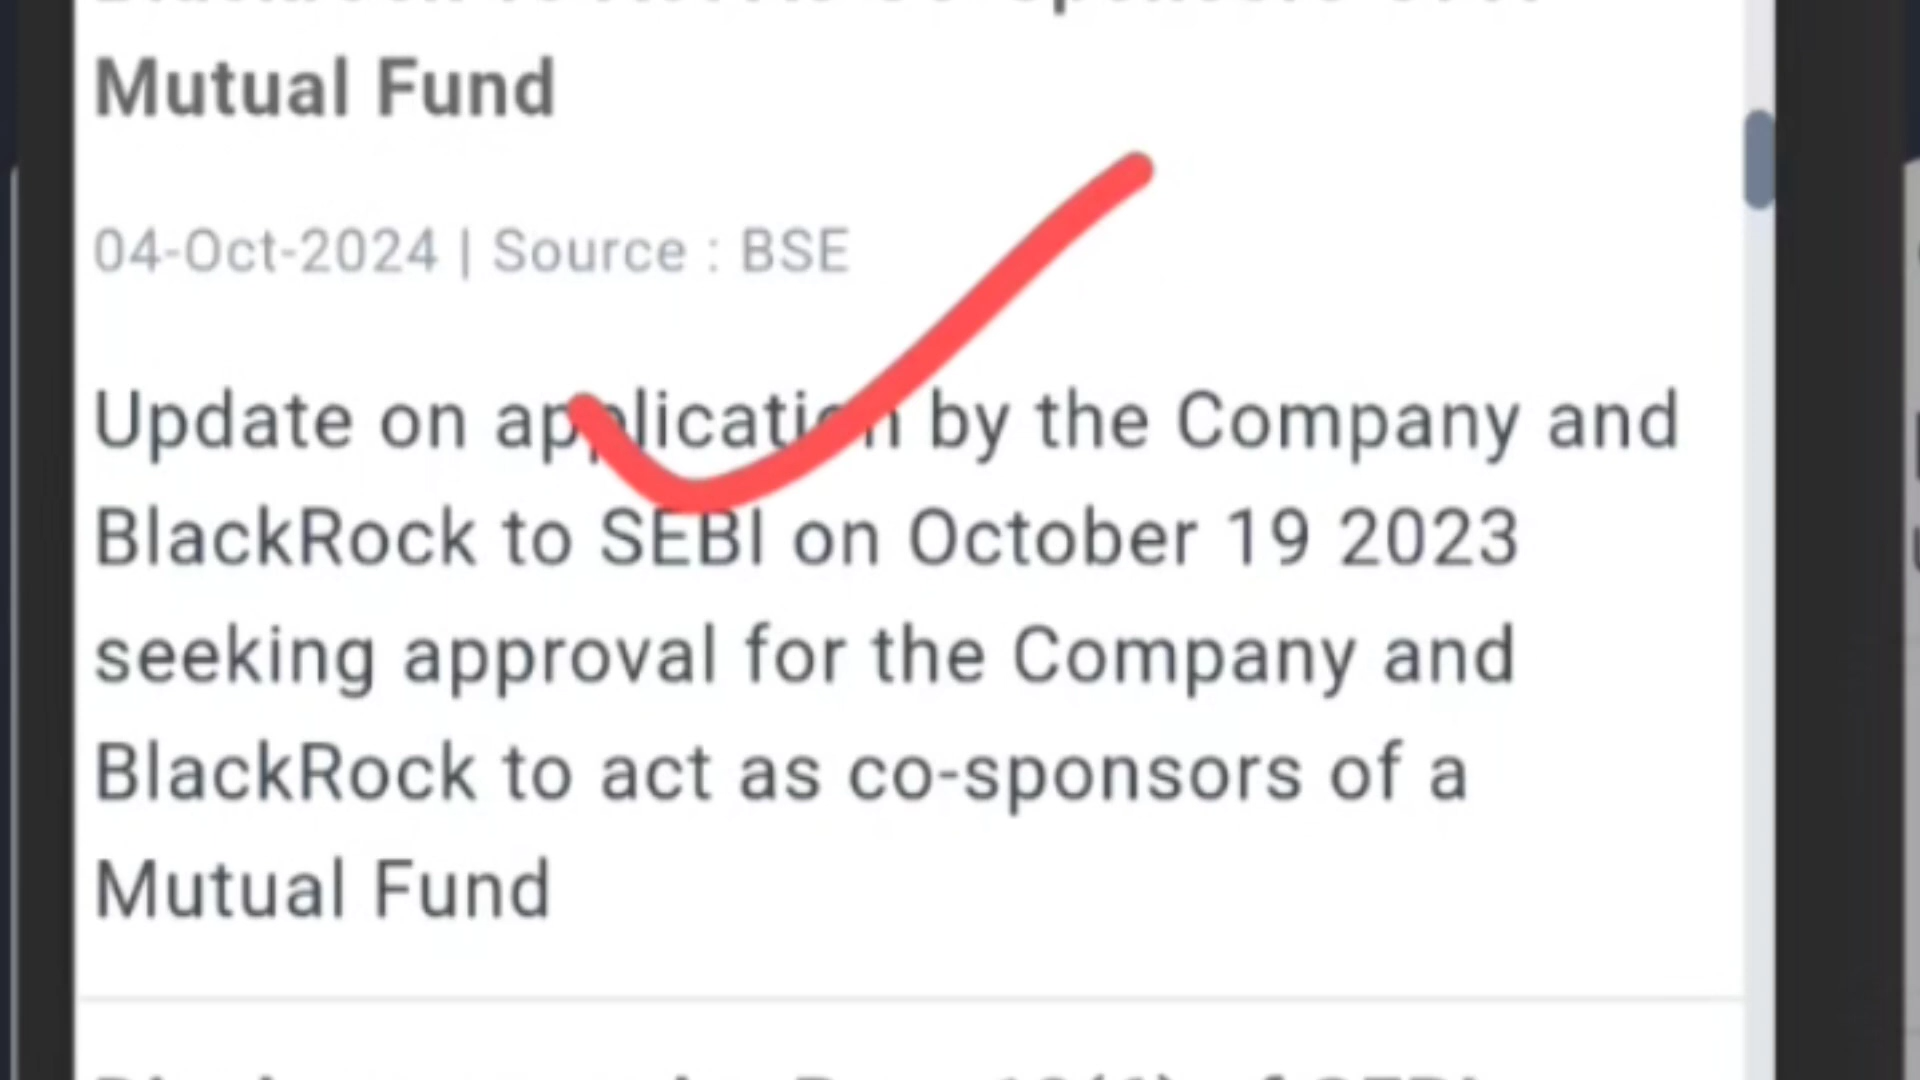 Mutual Fund
04-Oct-2024 | Source : BSE
Update on application by the Company and
BlackRock to SEBI on October 19 2023
seeking approval for the Company and
BlackRock to act as co-sponsors of a
Mutual Fund